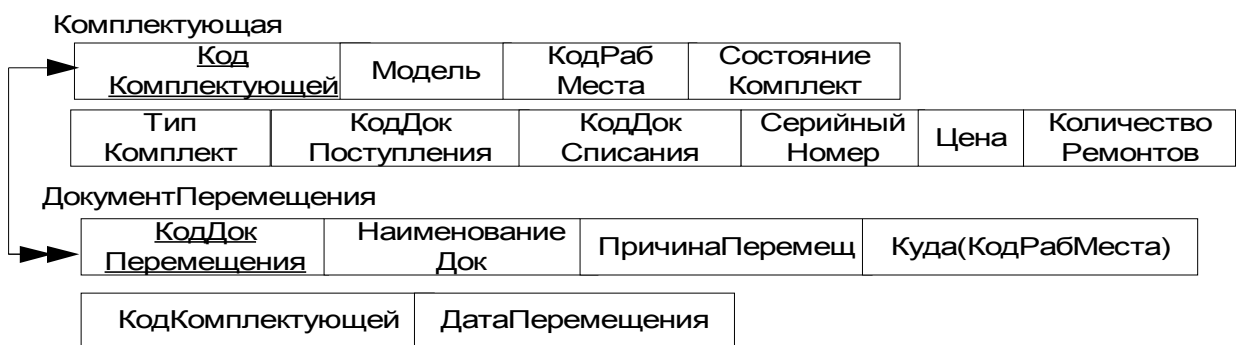 Комплектующая
Код
Комплектующей
Модель
КодРаб
Места
Состояние
Комплект
Тип
Комплект
КодДок
Поступления
КодДок
Списания
Серийный
Номер
Цена
Количество
Ремонтов
ДокументПеремещения
КодДок
Перемещения
Наименование
Док
ПричинаПеремещ
Куда(КодРабМеста)
КодКомплектующей
ДатаПеремещения